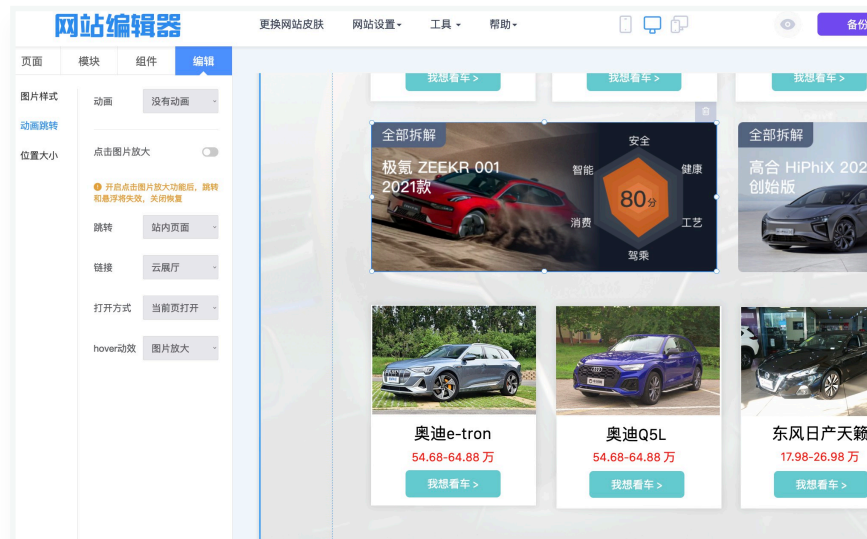 网站编辑器
更换网站皮肤 网站设置 工具 帮助
备份
页面 模块 组件 编辑
图片样式
动画跳转
位置大小
动画 没有动画
点击图片放大
开启点击图片放大功能后，跳转
和悬浮将失效，关闭恢复
跳转 站内页面
链接 云展厅
打开方式 当前页打开
hover动效 图片放大
我想看车 > 我想看车 > 我想看车 >
全部拆解
极氪 ZEEKR 001
2021款
安全
智能 健康
80分
消费 工艺
驾乘
全部拆解
高合 HiPhiX 202
创始版
奥迪e-tron
54.68-64.88 万
我想看车 >
奥迪Q5L
54.68-64.88 万
我想看车 >
东风日产天籁
17.98-26.98 万
我想看车 >